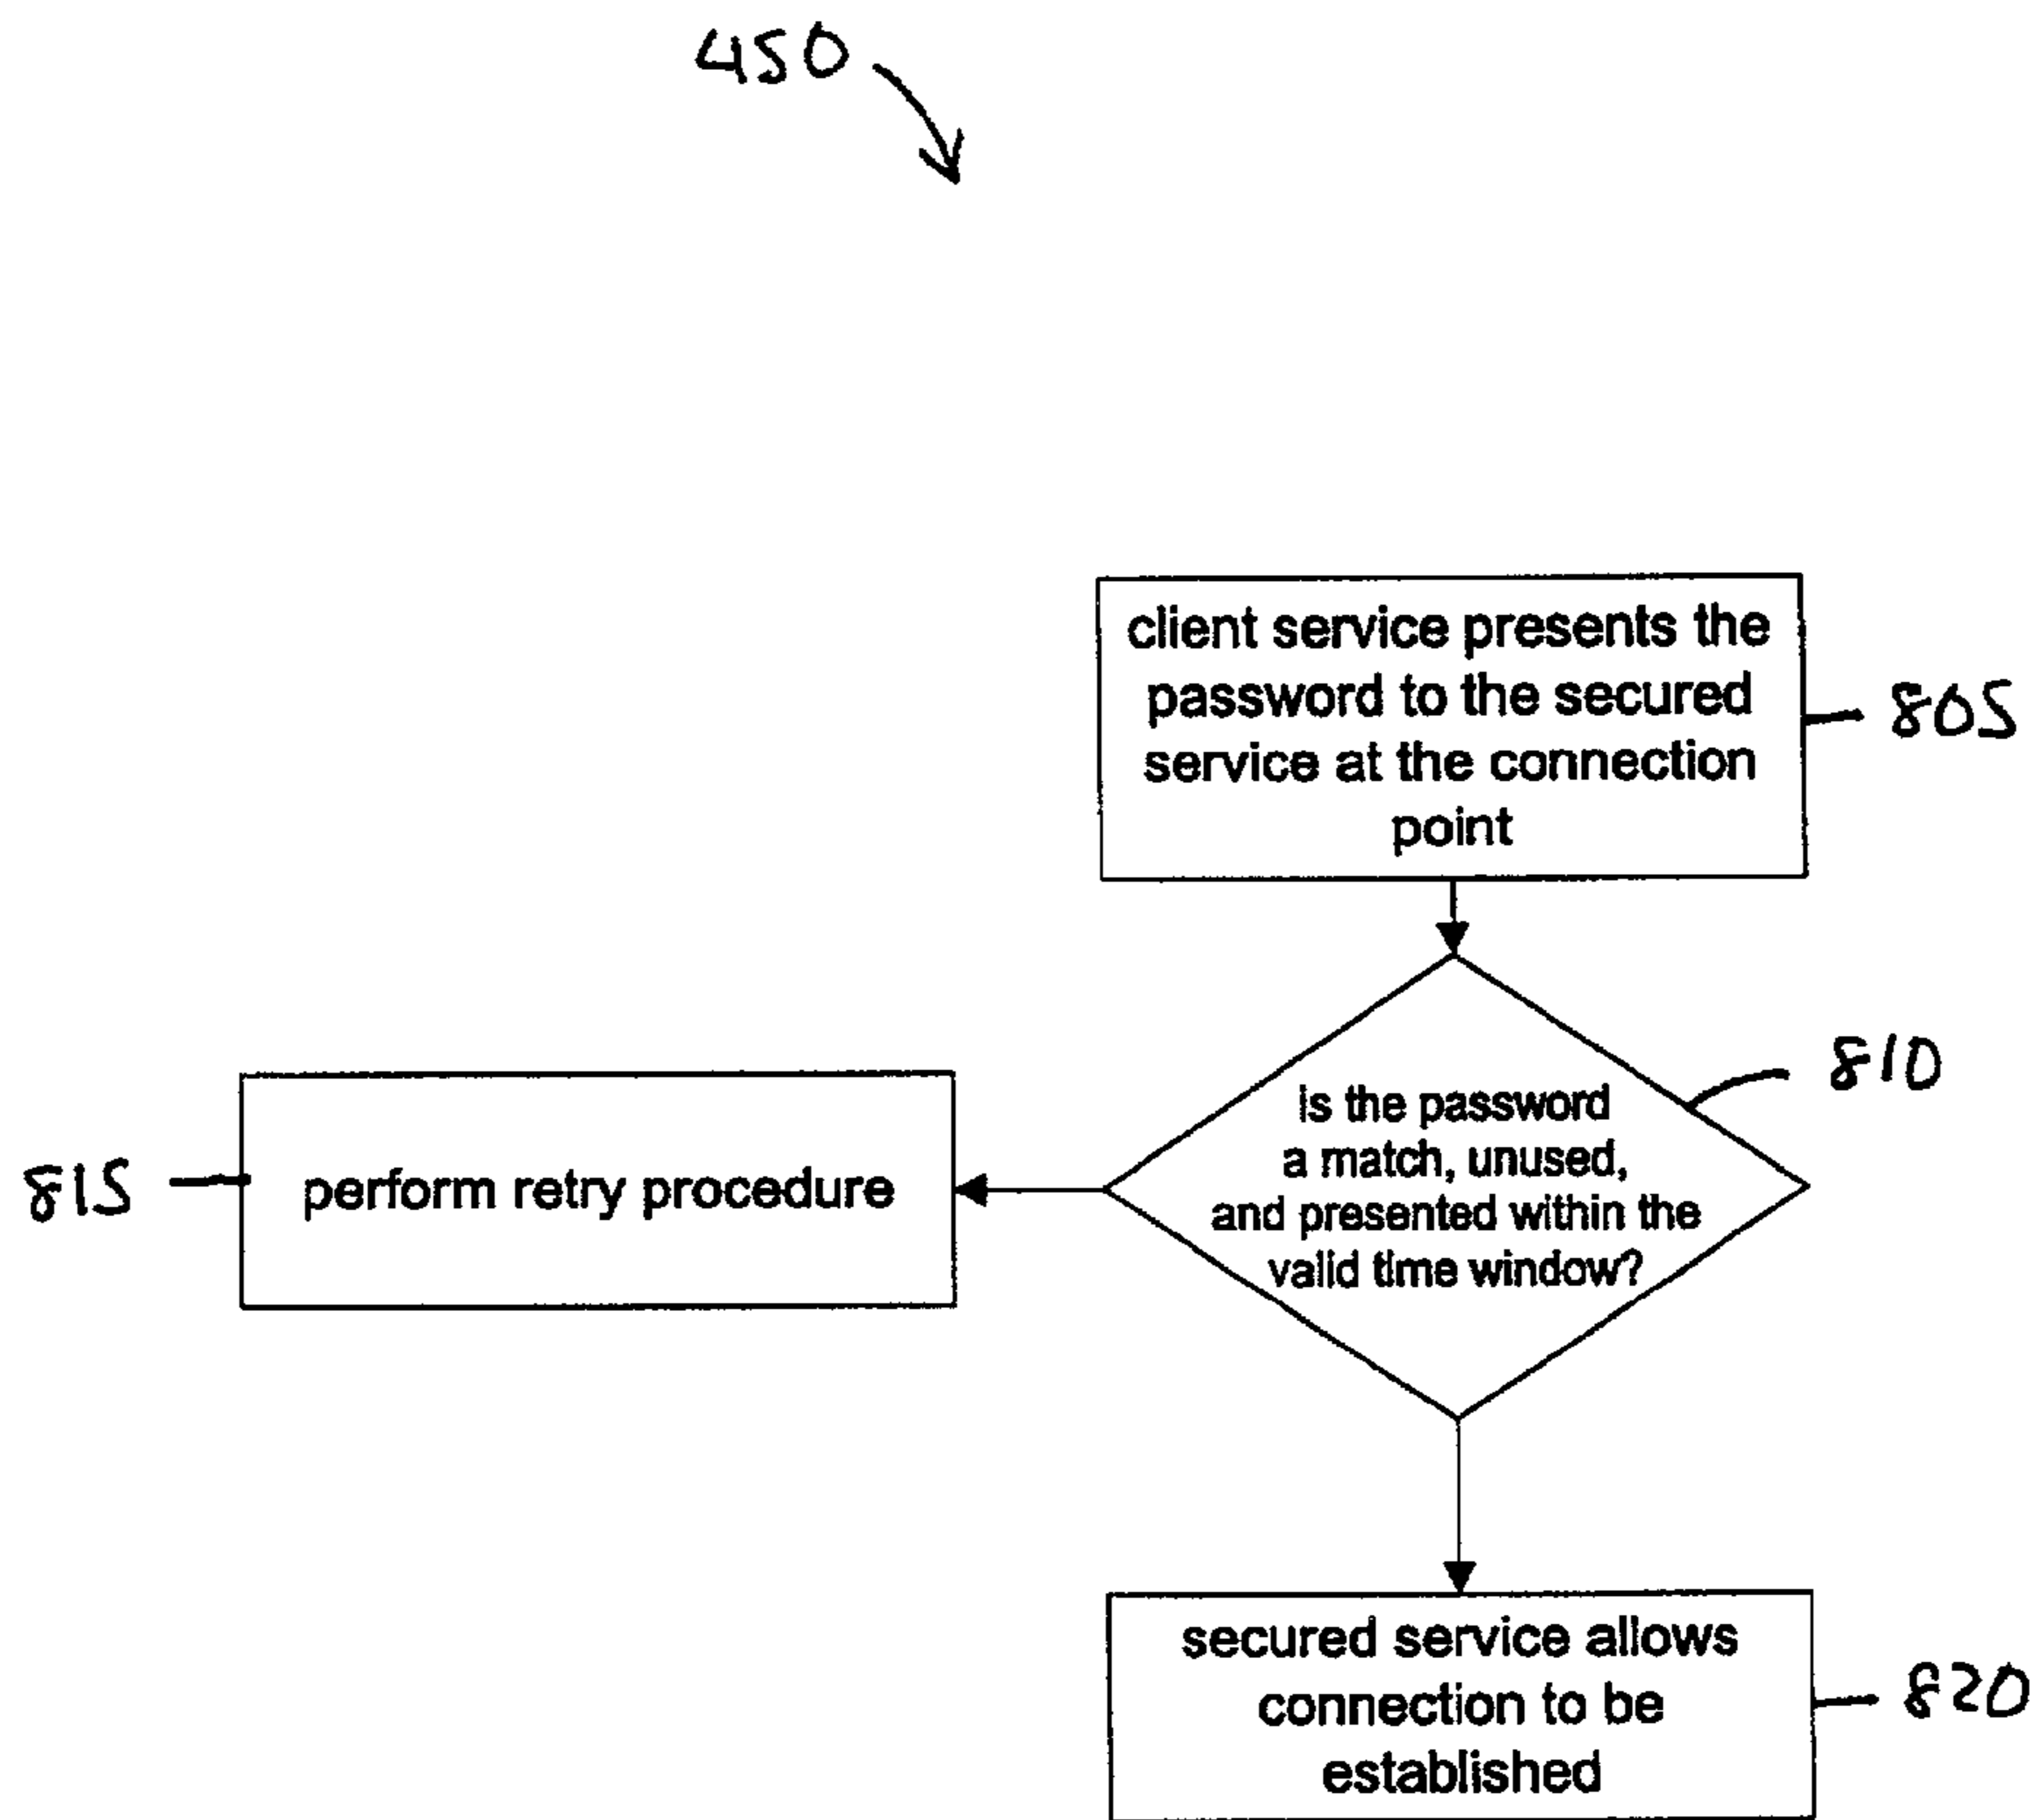 450
client service presents the
password to the secured
service at the connection
point
805
810
is the password
a match, unused,
and presented within the
valid time window?
815
perform retry procedure
secured service allows
connection to be
established
820